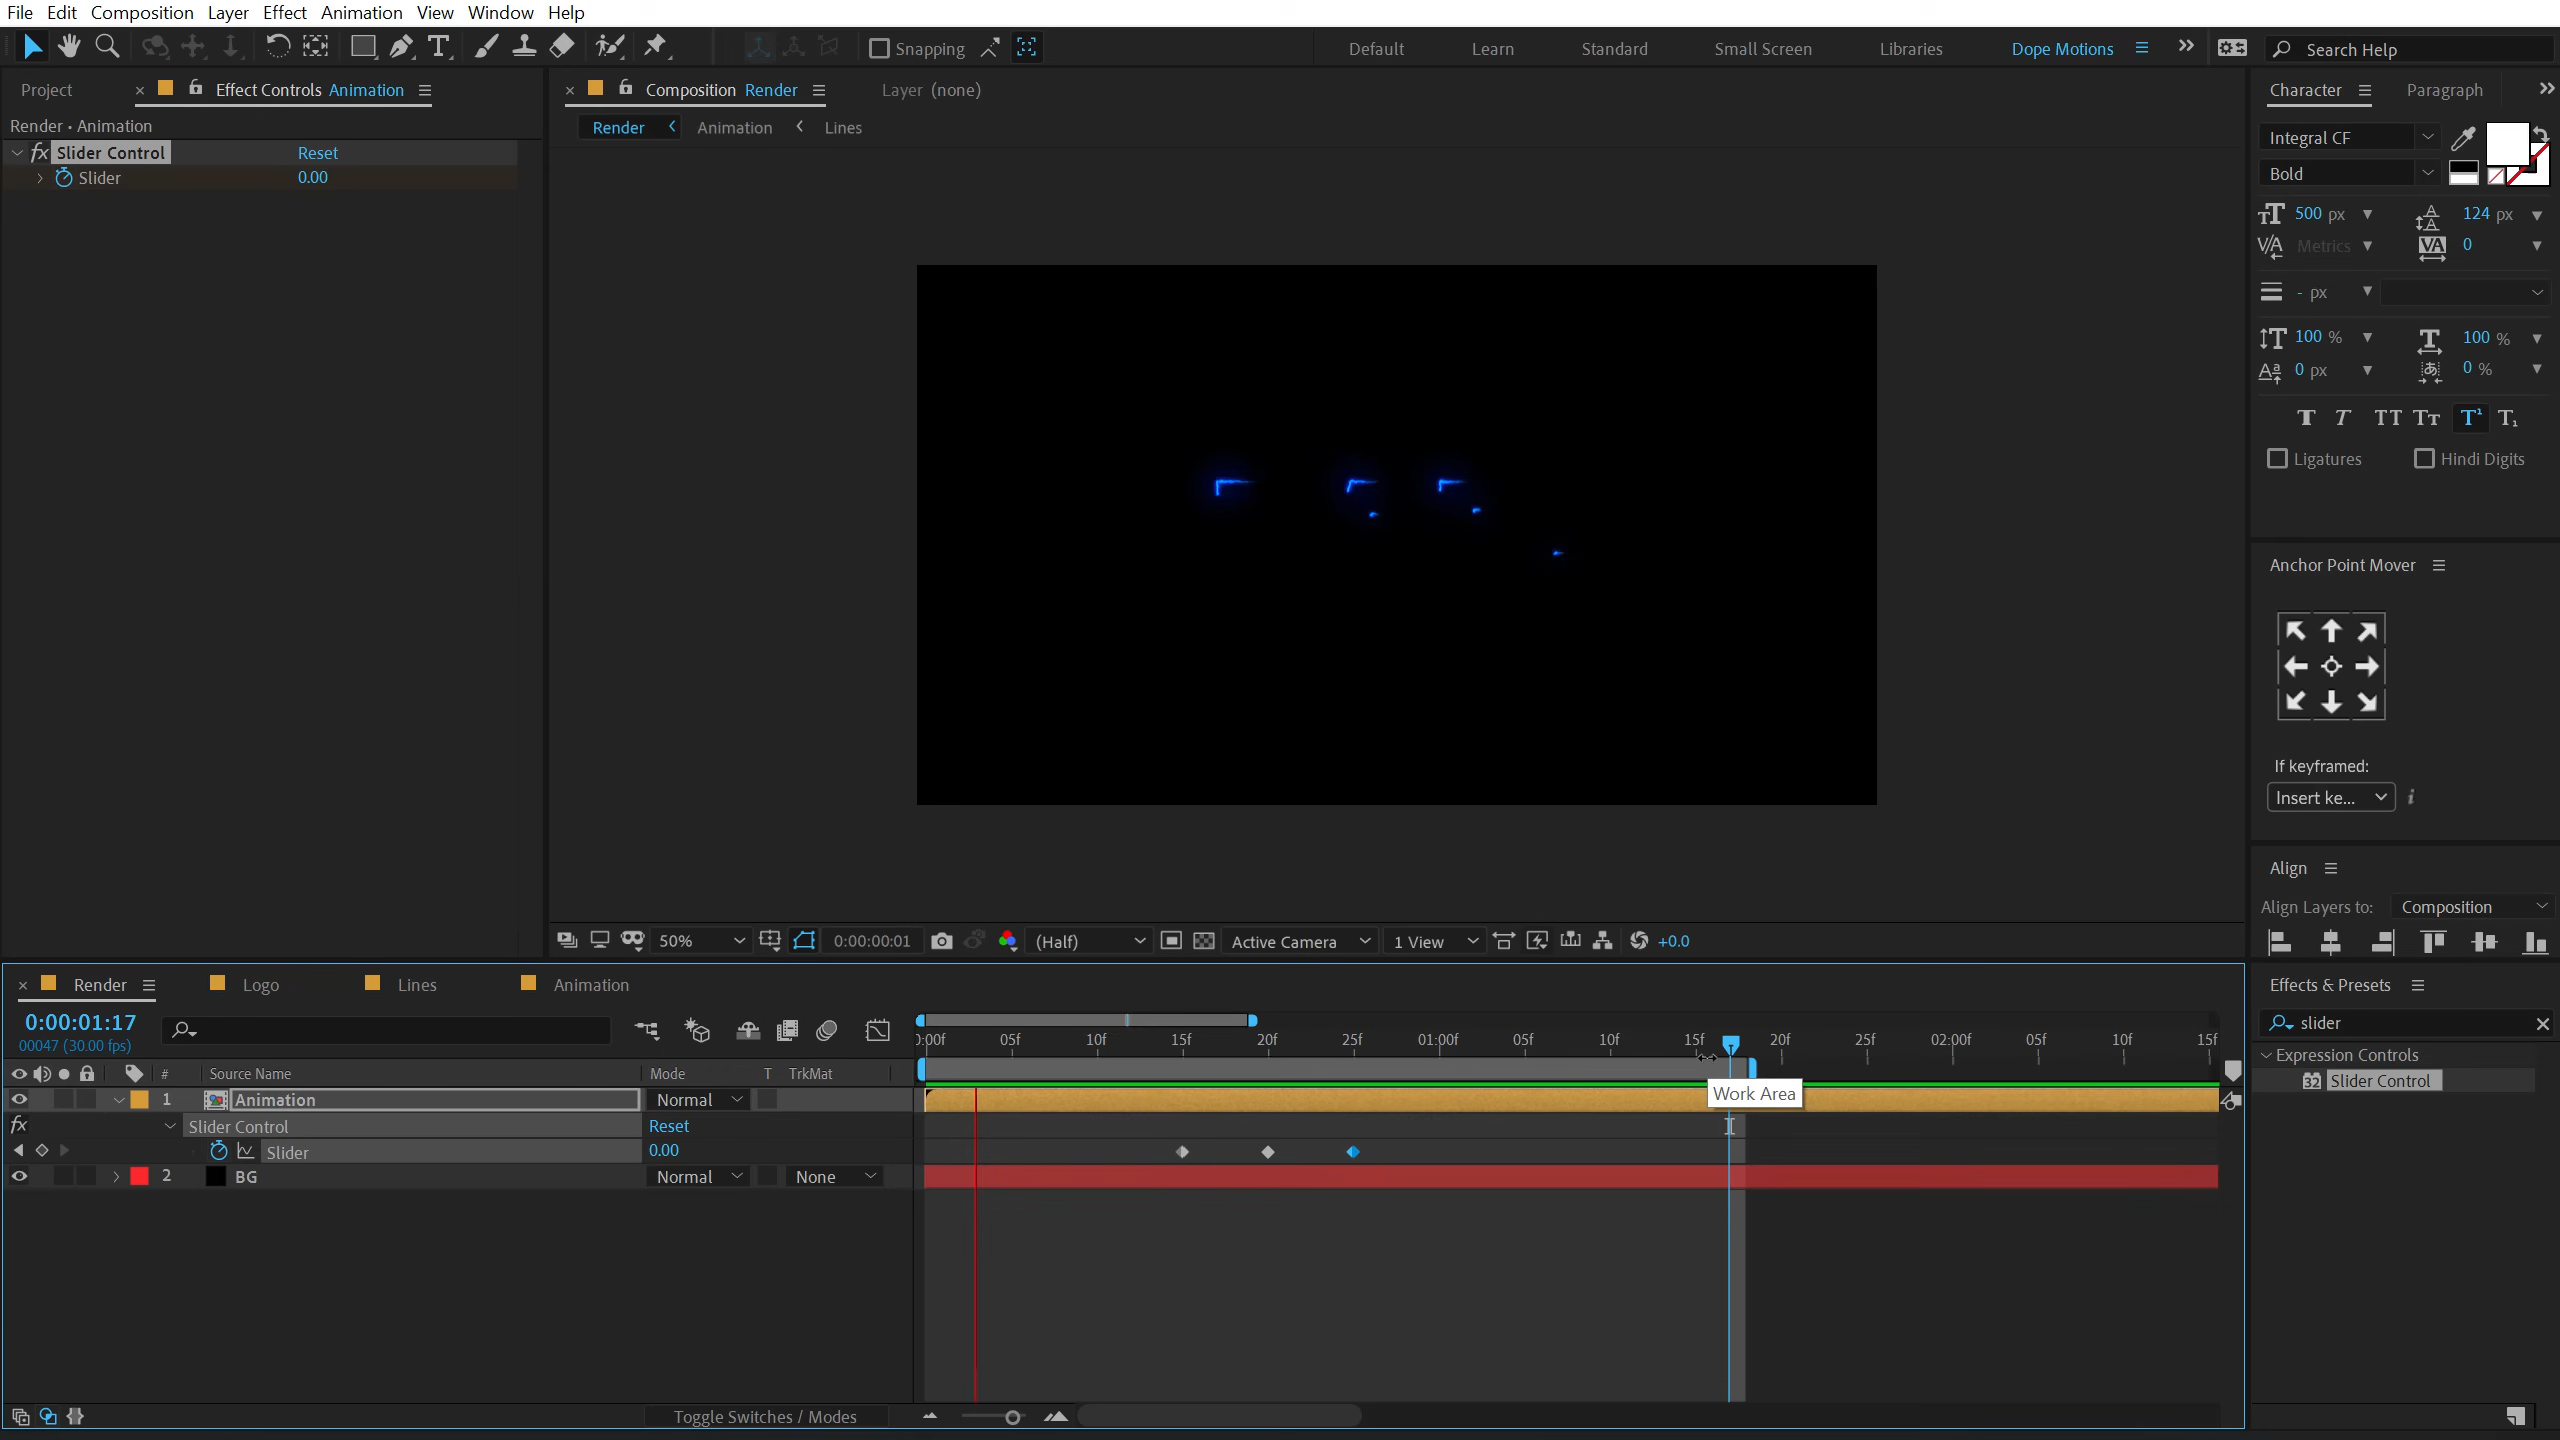 File Edit Composition Layer Effect Animation View Window Help
Snapping
Default Learn Standard Small Screen Libraries Dope Motions
Search Help
Project
Effect Controls Animation
Composition Render
Layer (none)
Character
Paragraph
Render • Animation
Render Animation Lines
Slider Control Reset
Slider 0.00
Integral CF
Bold
500 px
124 px
Metrics
0
- px
100 %
100 %
0 px
0 %
Ligatures
Hindi Digits
Anchor Point Mover
If keyframed:
Insert ke...
Align
Align Layers to: Composition
50%
0:00:00:01
(Half)
Active Camera
1 View
+0.0
Render
Logo
Lines
Animation
Effects & Presets
slider
Expression Controls
32 Slider Control
0:00:01:17
00047 (30.00 fps)
:00f 05f 10f 15f 20f 25f 01:00f 05f 10f 15f 20f 25f 02:00f 05f 10f 15f
# Source Name Mode T TrkMat
Work Area
1 Animation Normal
fx Slider Control Reset
Slider 0.00
2 BG Normal None
Toggle Switches / Modes